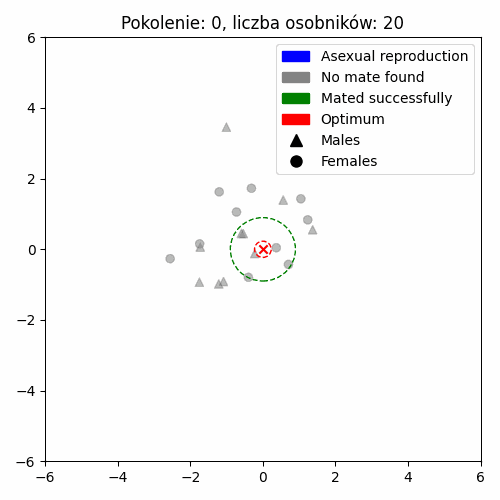 Pokolenie: 0, liczba osobników: 20
Asexual reproduction
No mate found
Mated successfully
Optimum
Males
Females
6
4
2
0
−2
−4
−6
−6
−4
−2
0
2
4
6